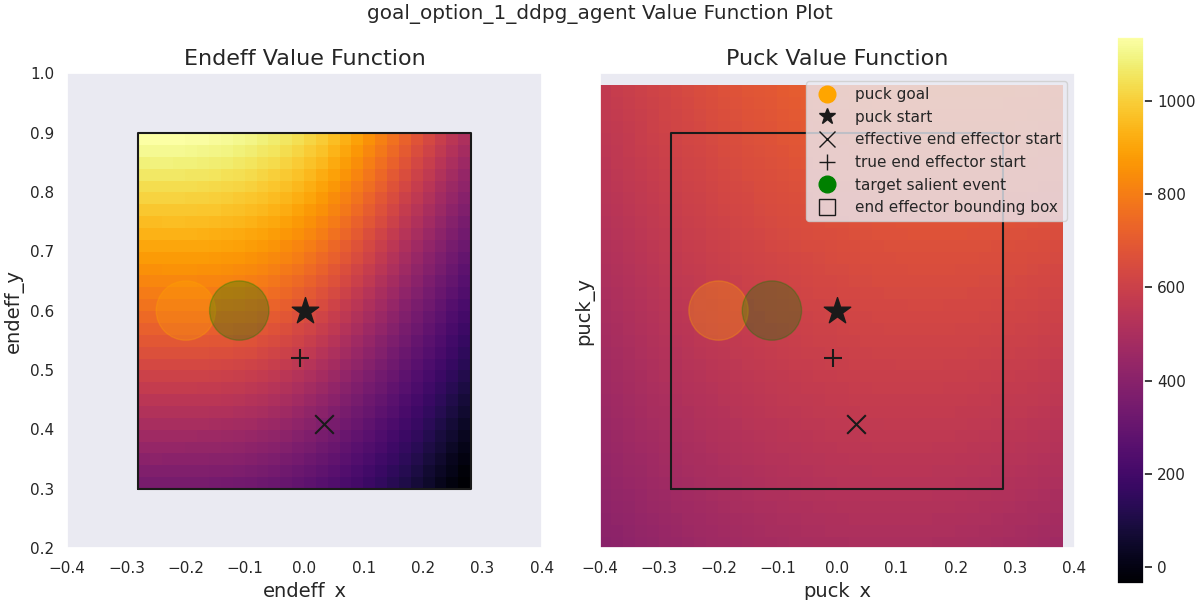 goal_option_1_ddpg_agent Value Function Plot
Endeff Value Function
1.0
0.9
0.8
0.7
0.6
0.5
0.4
0.3
0.2
endeff_y
−0.4 −0.3 −0.2 −0.1 0.0 0.1 0.2 0.3 0.4
endeff_x
Puck Value Function
puck goal
puck start
effective end effector start
true end effector start
target salient event
end effector bounding box
puck_y
−0.4 −0.3 −0.2 −0.1 0.0 0.1 0.2 0.3 0.4
puck_x
1000
800
600
400
200
0